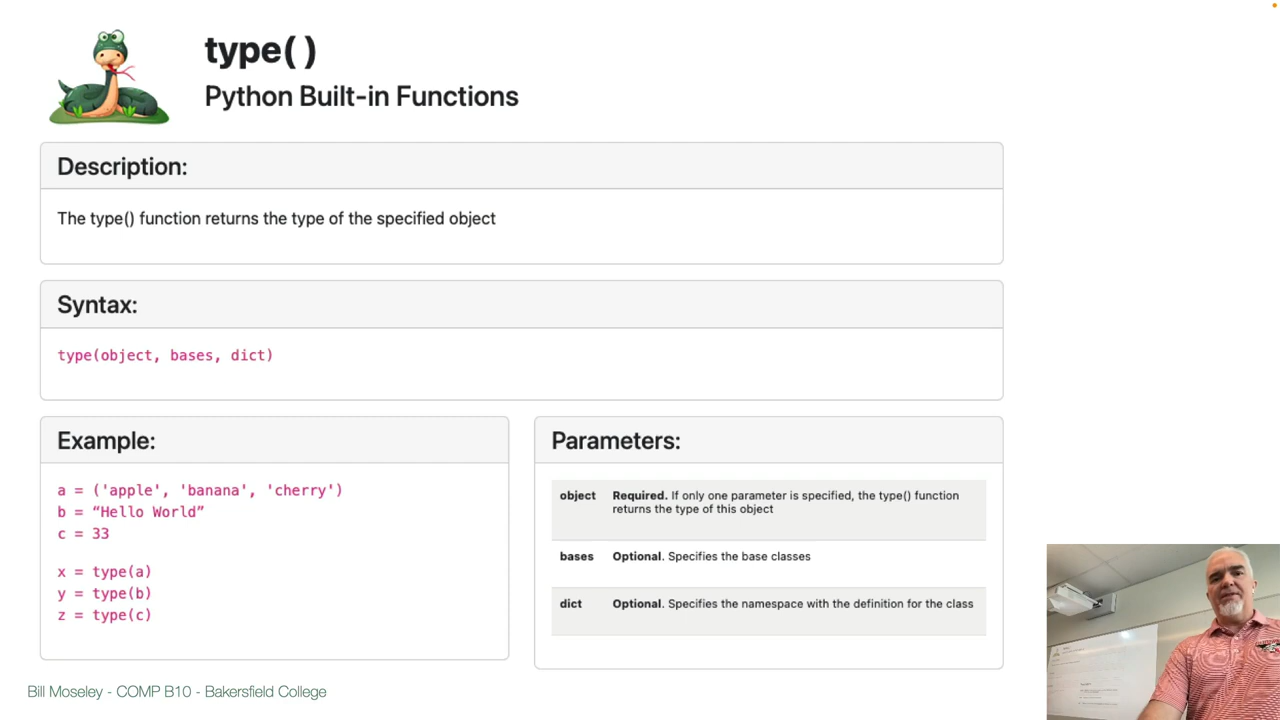 type( )
Python Built-in Functions
Description:
The type() function returns the type of the specified object
Syntax:
type(object, bases, dict)
Example:
a = ('apple', 'banana', 'cherry')
b = “Hello World”
c = 33
x = type(a)
y = type(b)
z = type(c)
Parameters:
object Required. If only one parameter is specified, the type() function
returns the type of this object
bases Optional. Specifies the base classes
dict Optional. Specifies the namespace with the definition for the class
Bill Moseley - COMP B10 - Bakersfield College